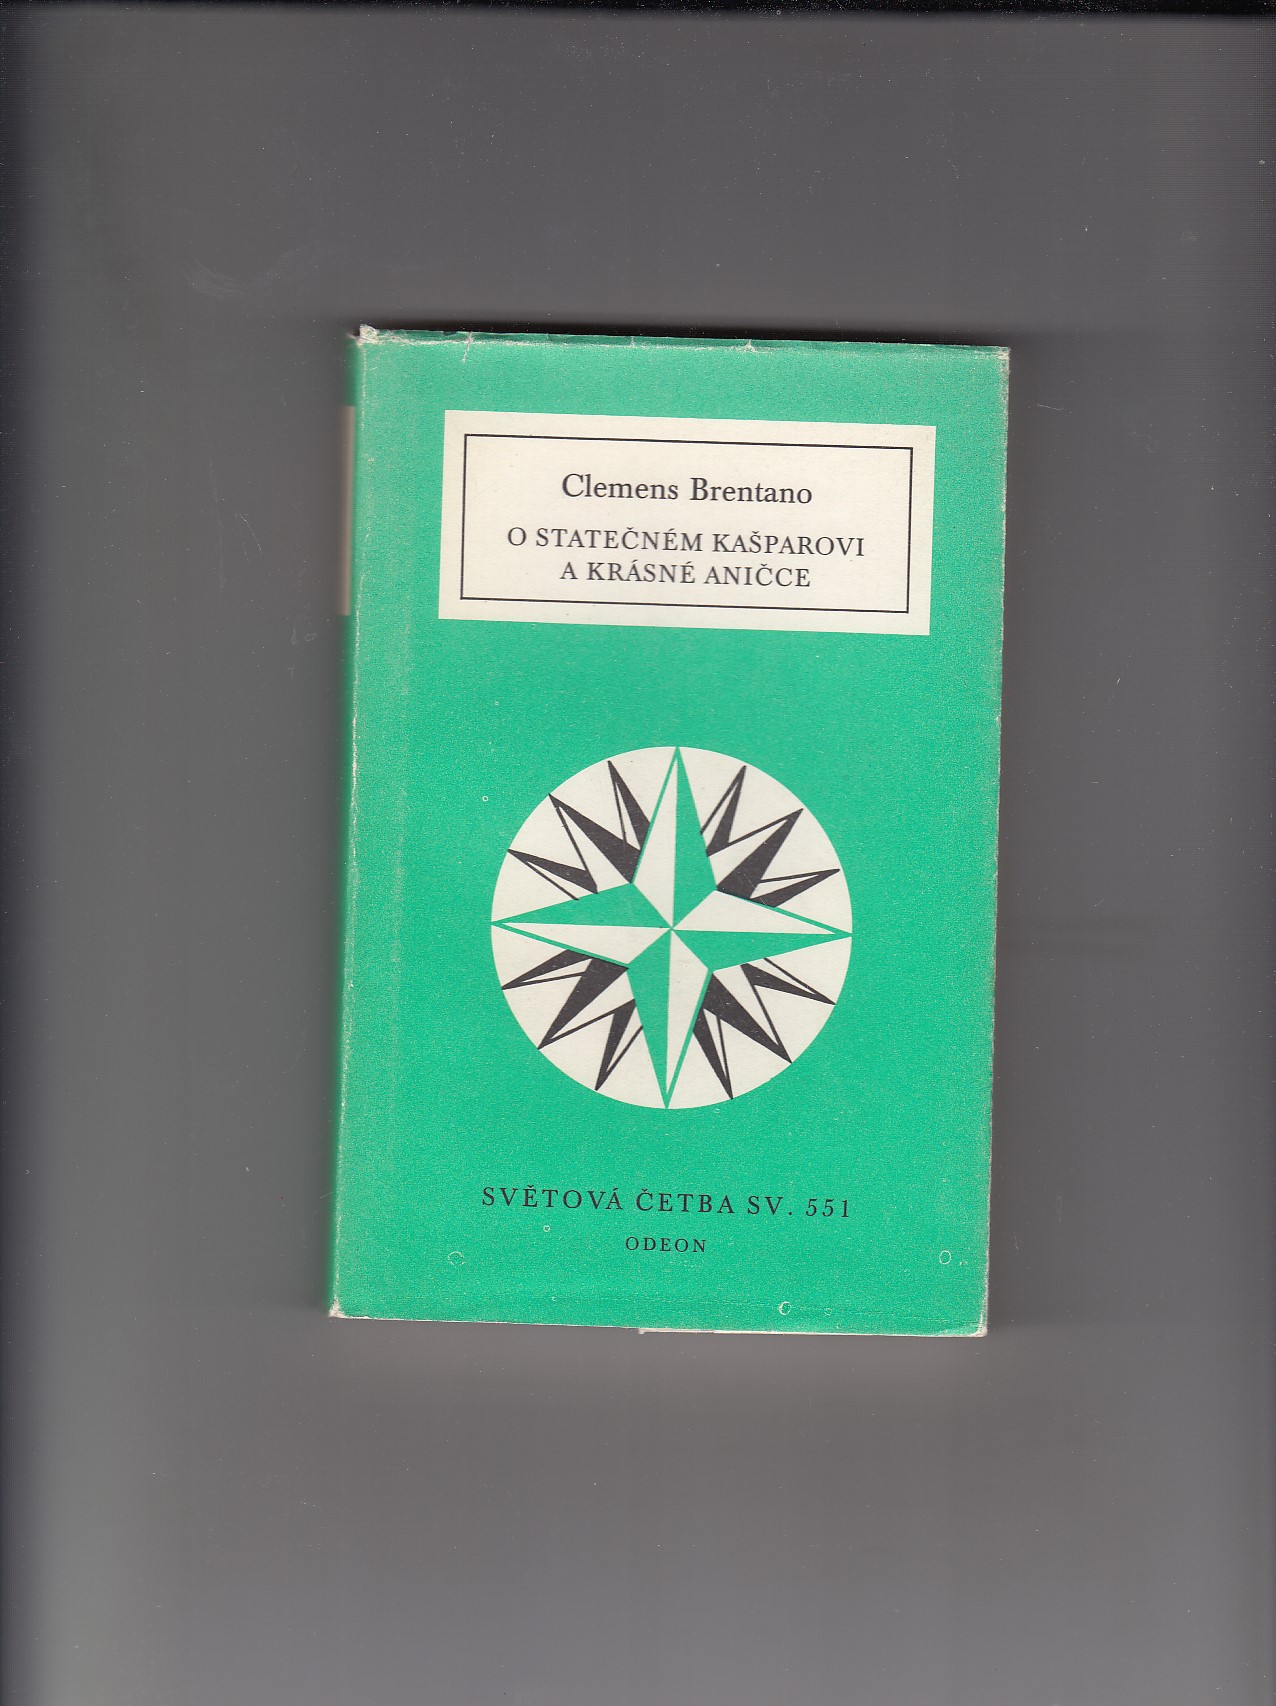 Clemens Brentano
O STATEČNÉM KAŠPAROVI
A KRÁSNÉ ANIČCE
SVĚTOVÁ ČETBA SV. 551
ODEON